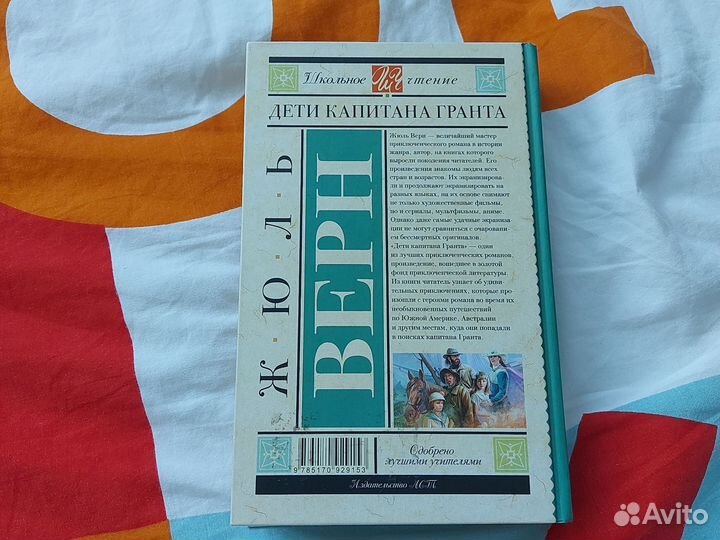 Школьное ШЧ чтение
ДЕТИ КАПИТАНА ГРАНТА
ЖЮЛЬ
ВЕРН
Жюль Верн — величайший мастер
приключенческого романа в истории
жанра, автор, на книгах которого
выросли поколения читателей. Его
произведения знакомы людям всех
стран и возрастов. Их экранизирова-
ли и продолжают экранизировать на
разных языках, на их основе снимают
не только художественные фильмы,
но и сериалы, мультфильмы, аниме.
Однако даже самые удачные экраниза-
ции не могут сравниться с очаровани-
ем бессмертных оригиналов.
«Дети капитана Гранта» — один
из лучших приключенческих романов,
произведение, вошедшее в золотой
фонд приключенческой литературы.
Из книги читатель узнает об удиви-
тельных приключениях, которые про-
изошли с героями романа во время их
необыкновенных путешествий
по Южной Америке, Австралии
и другим местам, куда они попадали
в поисках капитана Гранта.
9 785170 929153
Одобрено
лучшими учителями
Издательство АСТ
Avito